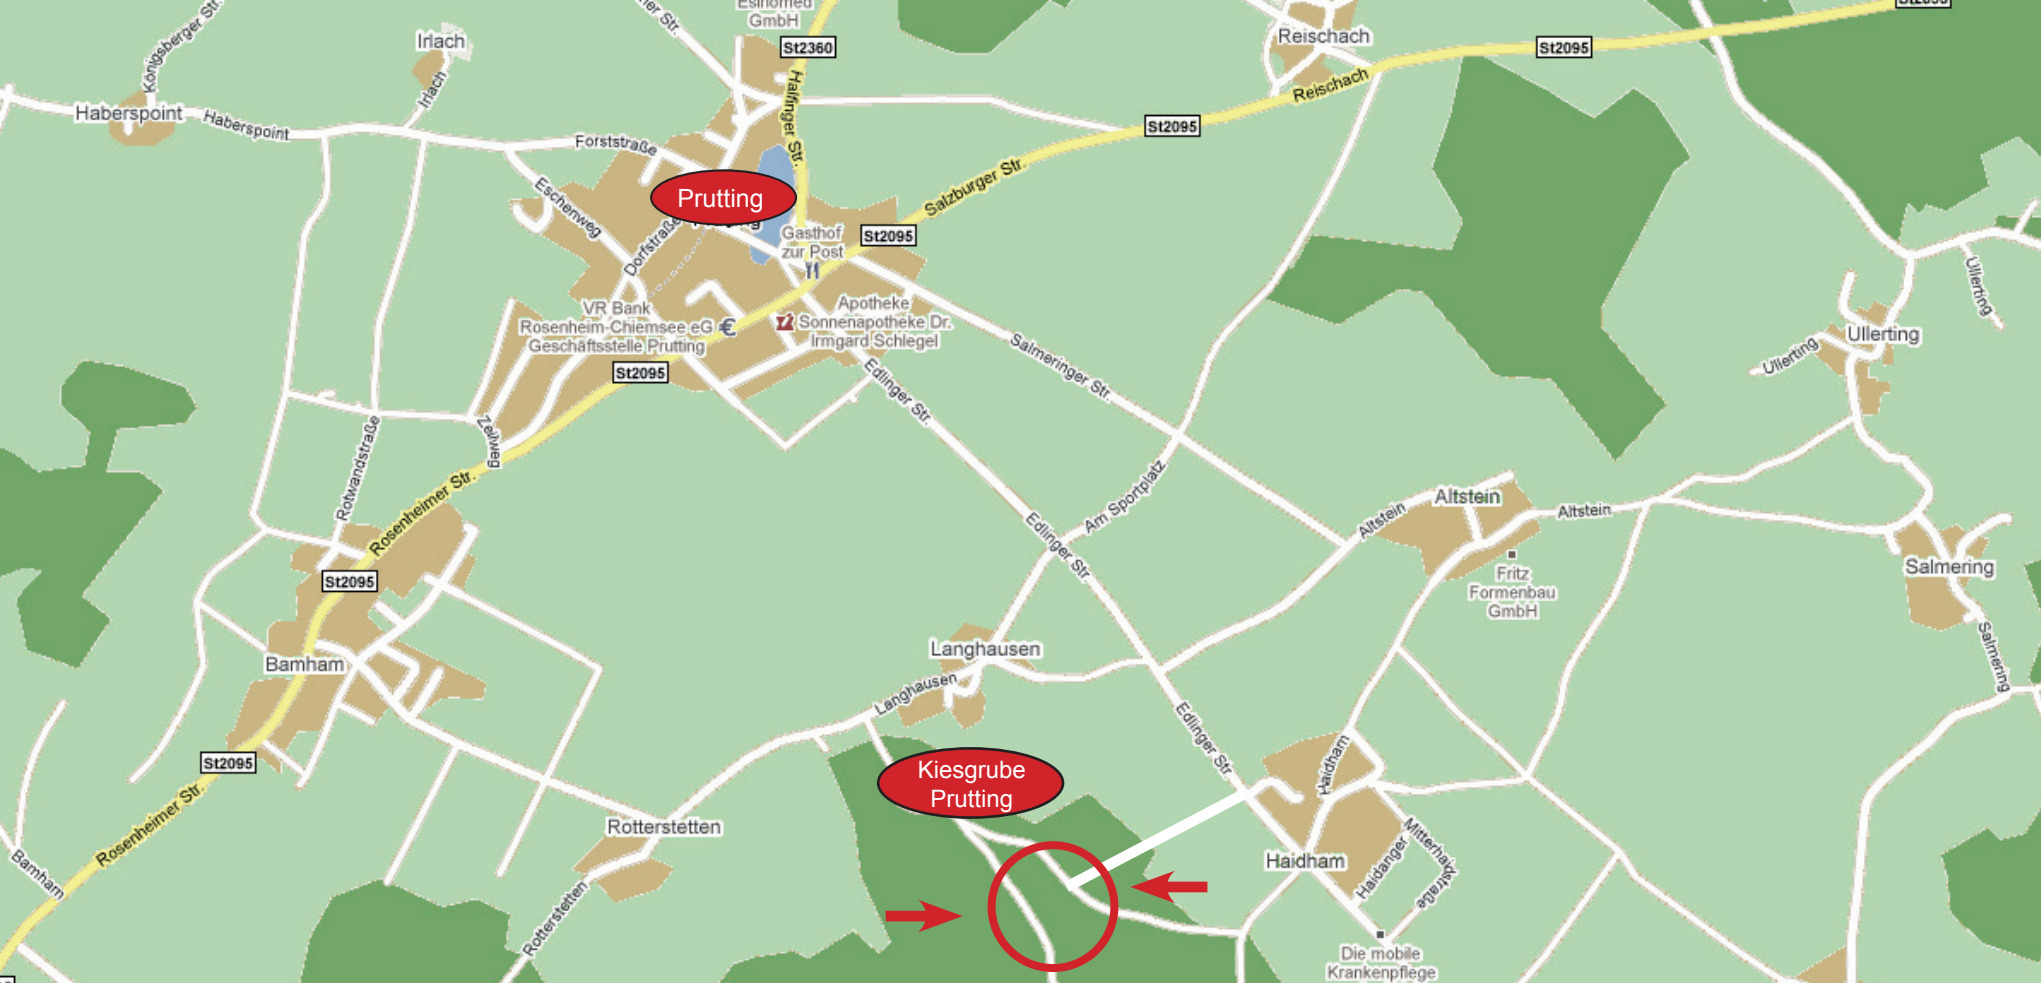 Esinomed
GmbH
St2360
Königsberger Str.
Irlach
Irlach
Reischach
St2095
St2095
Reischach
Haberspoint
Haberspoint
Halfinger Str.
Forststraße
St2095
Prutting
Salzburger Str.
Eschenweg
Dorfstraße
Gasthof
zur Post
St2095
Ullerting
VR Bank
Rosenheim-Chiemsee eG
Geschäftsstelle Prutting
€
Apotheke
Sonnenapotheke Dr.
Irmgard Schlegel
Salmeringer Str.
Ullerting
Ullerting
St2095
Edlinger Str.
Zellweg
Rotwandstraße
Rosenheimer Str.
Am Sportplatz
Altstein
Altstein
Altstein
Edlinger Str.
St2095
Fritz
Formenbau
GmbH
Salmering
Salmering
Bamham
Langhausen
Langhausen
Edlinger Str.
St2095
Kiesgrube
Prutting
Haidham
Rosenheimer Str.
Rotterstetten
Haidham
Mitterhaidstraße
Haidanger
Bamham
Rotterstetten
Die mobile
Krankenpflege